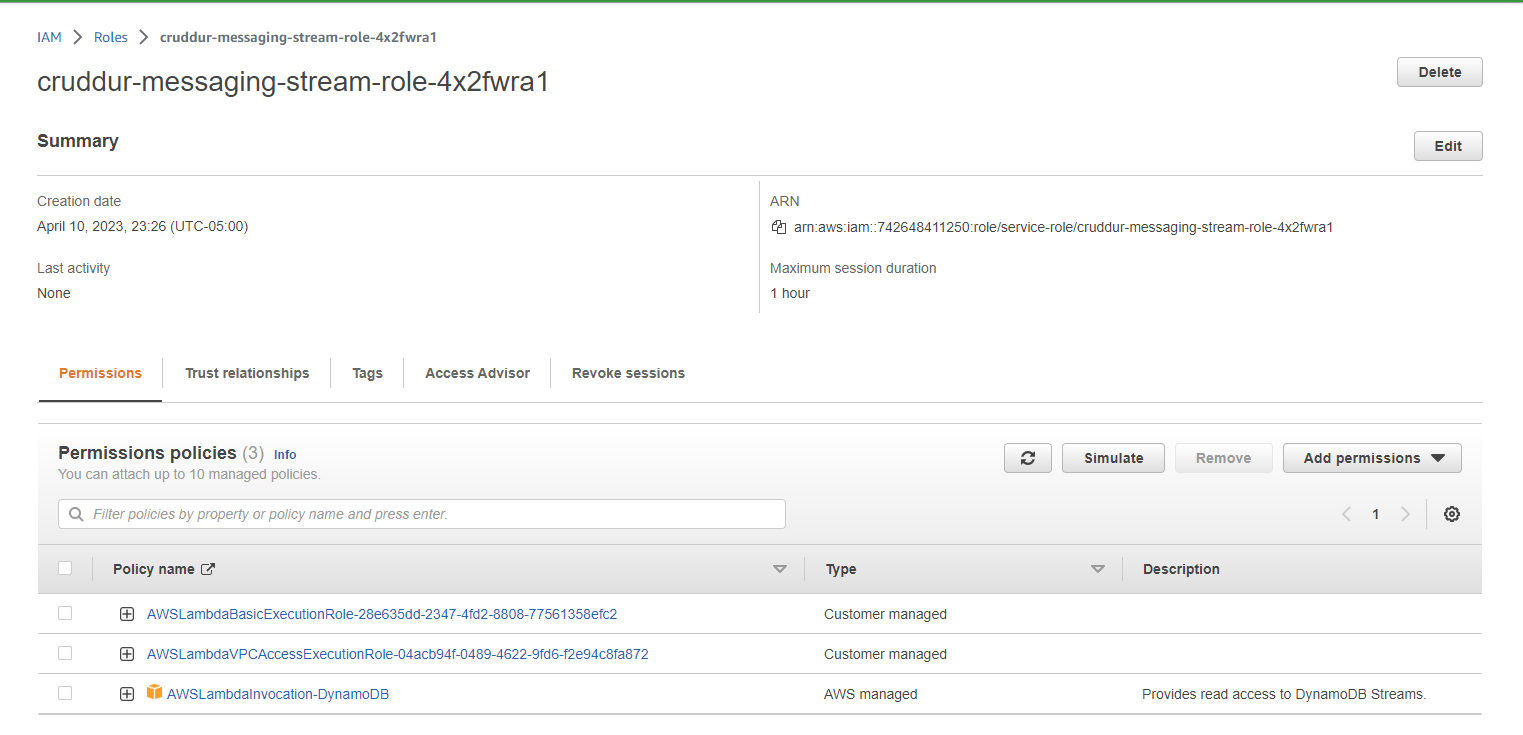 IAM > Roles > cruddur-messaging-stream-role-4x2fwra1
cruddur-messaging-stream-role-4x2fwra1
Delete
Summary
Edit
Creation date
April 10, 2023, 23:26 (UTC-05:00)
ARN
arn:aws:iam::742648411250:role/service-role/cruddur-messaging-stream-role-4x2fwra1
Last activity
None
Maximum session duration
1 hour
Permissions Trust relationships Tags Access Advisor Revoke sessions
Permissions policies (3) Info
You can attach up to 10 managed policies.
Simulate Remove Add permissions
Filter policies by property or policy name and press enter.
1
Policy name Type Description
AWSLambdaBasicExecutionRole-28e635dd-2347-4fd2-8808-77561358efc2 Customer managed
AWSLambdaVPCAccessExecutionRole-04acb94f-0489-4622-9fd6-f2e94c8fa872 Customer managed
AWSLambdaInvocation-DynamoDB AWS managed Provides read access to DynamoDB Streams.